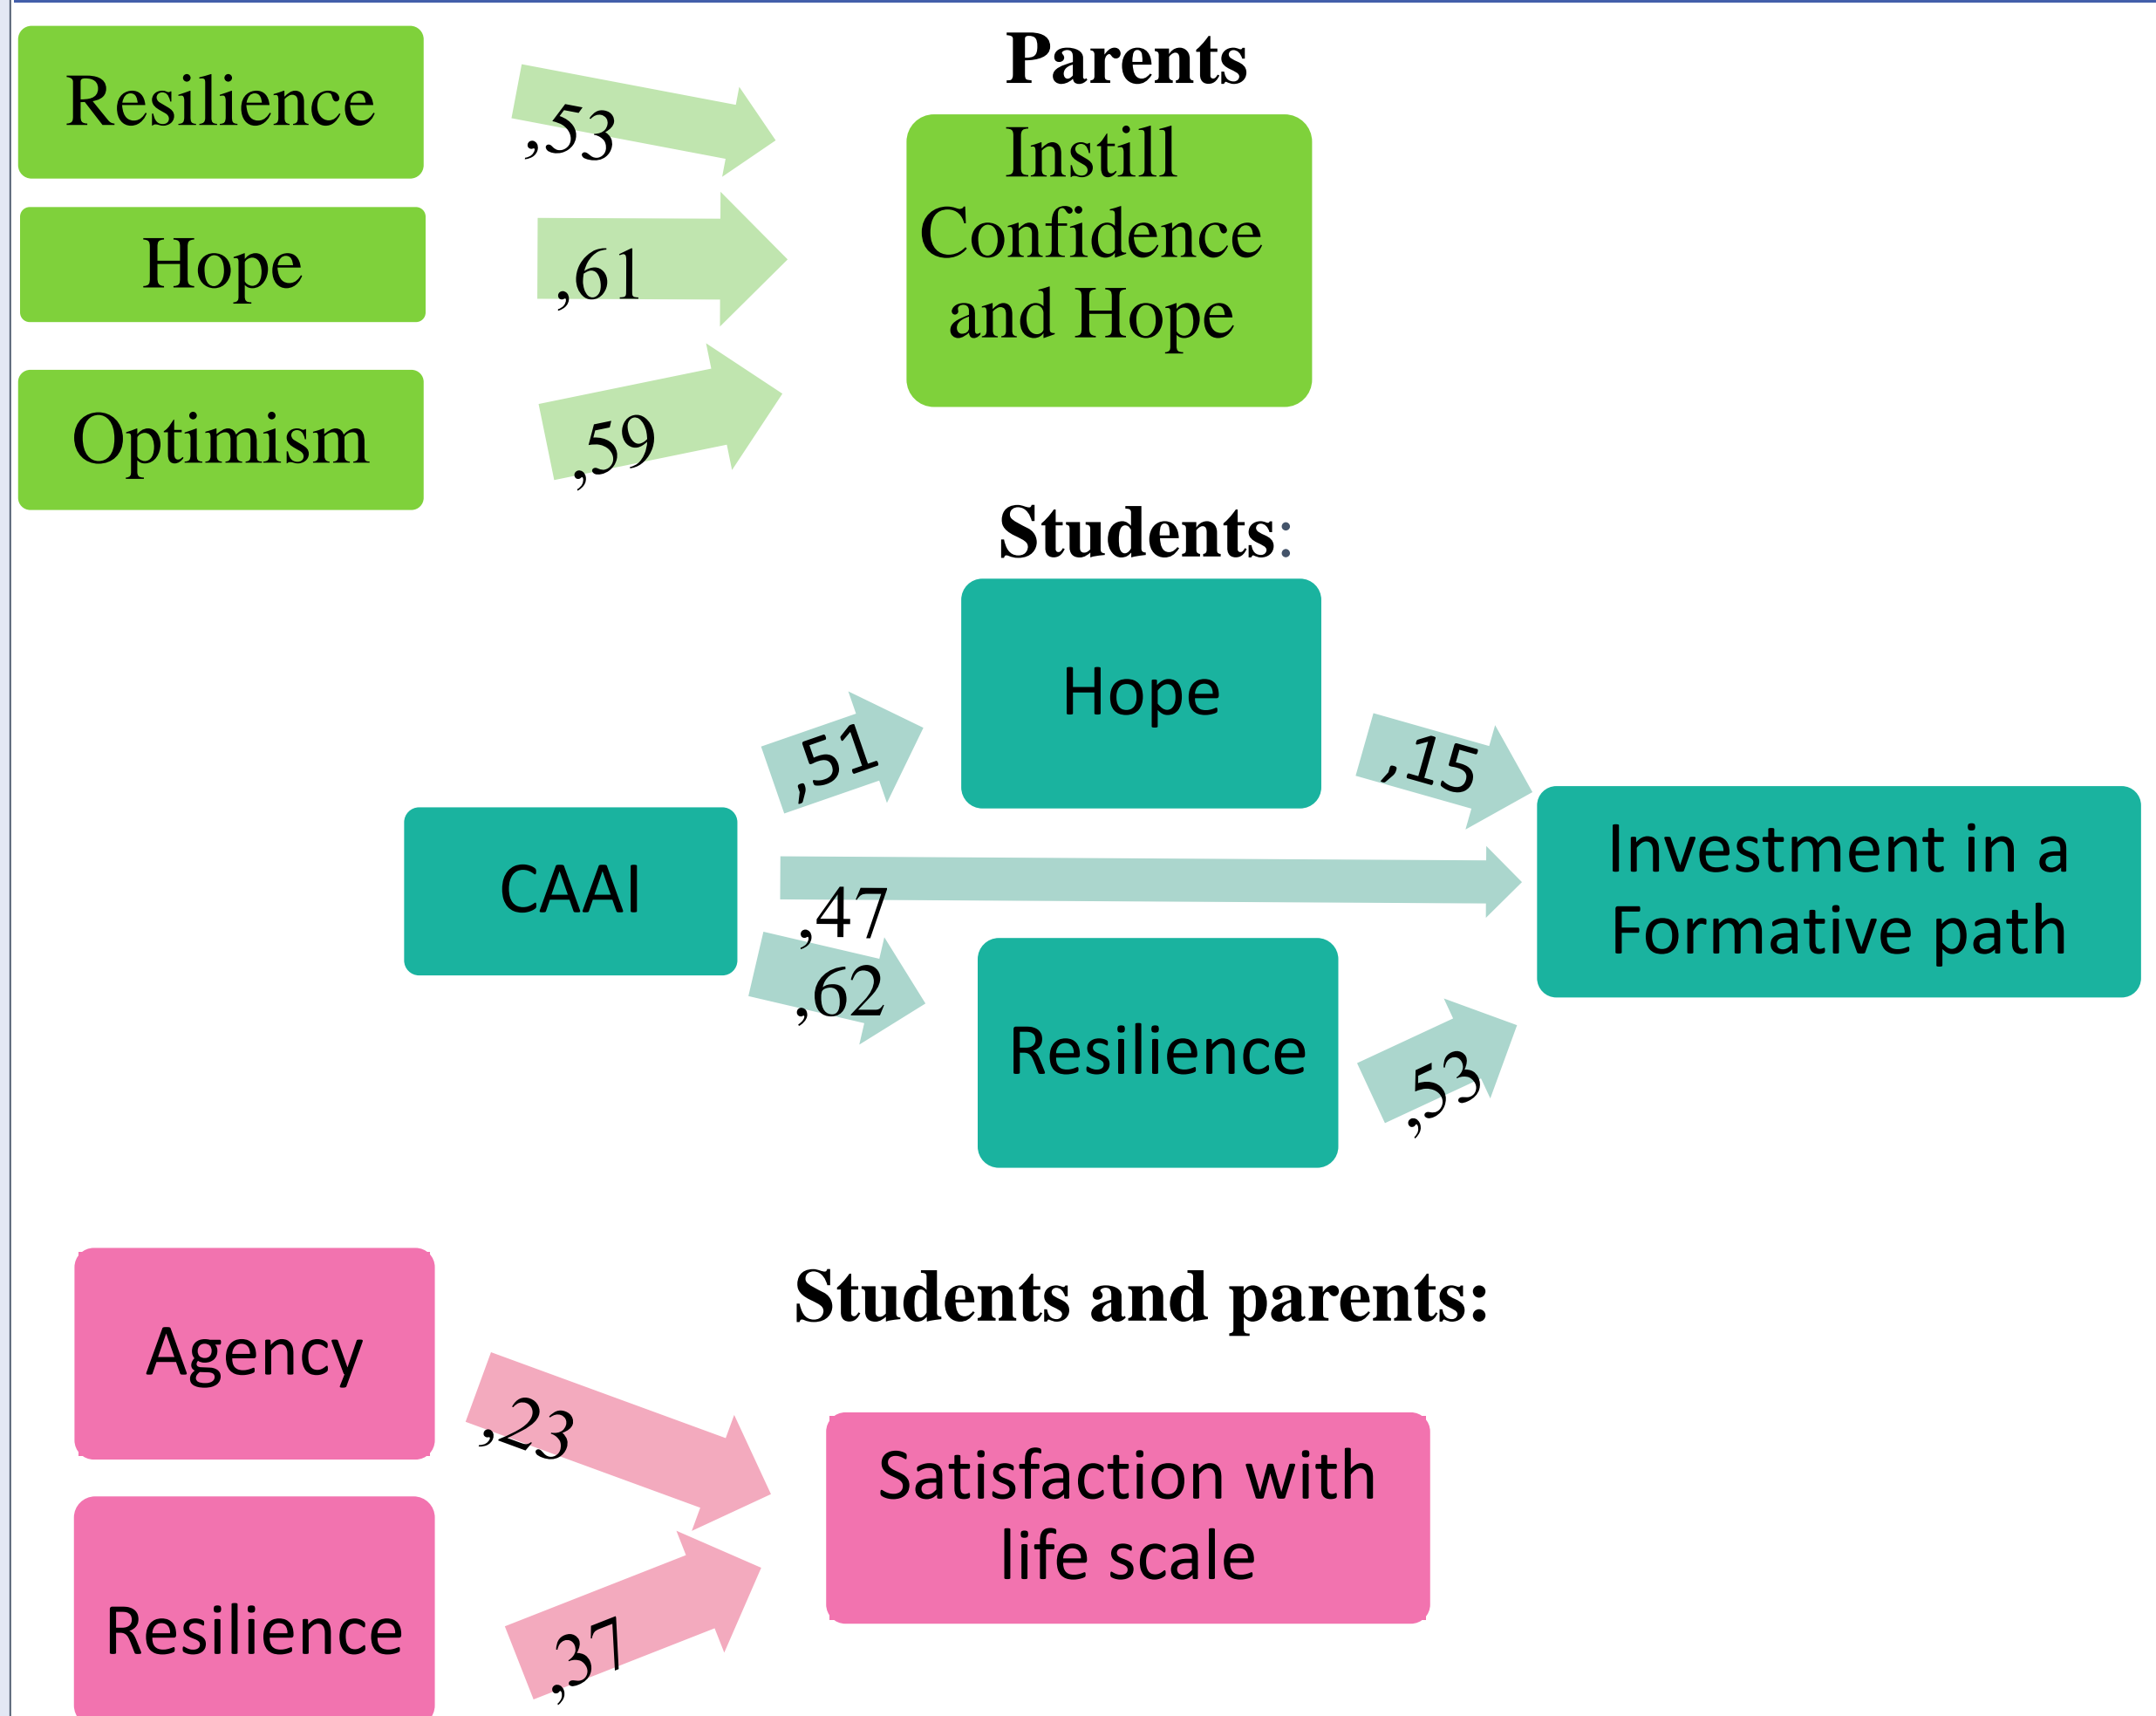 Parents
Resilience
,53
Instill
Confidence
and Hope
Hope
,61
Optimism
,59
Students:
Hope
,51
,15
CAAI
,47
Investment in a
Formative path
,62
Resilience
,53
Students and parents:
Agency
,23
Satisfaction with
life scale
Resilience
,37